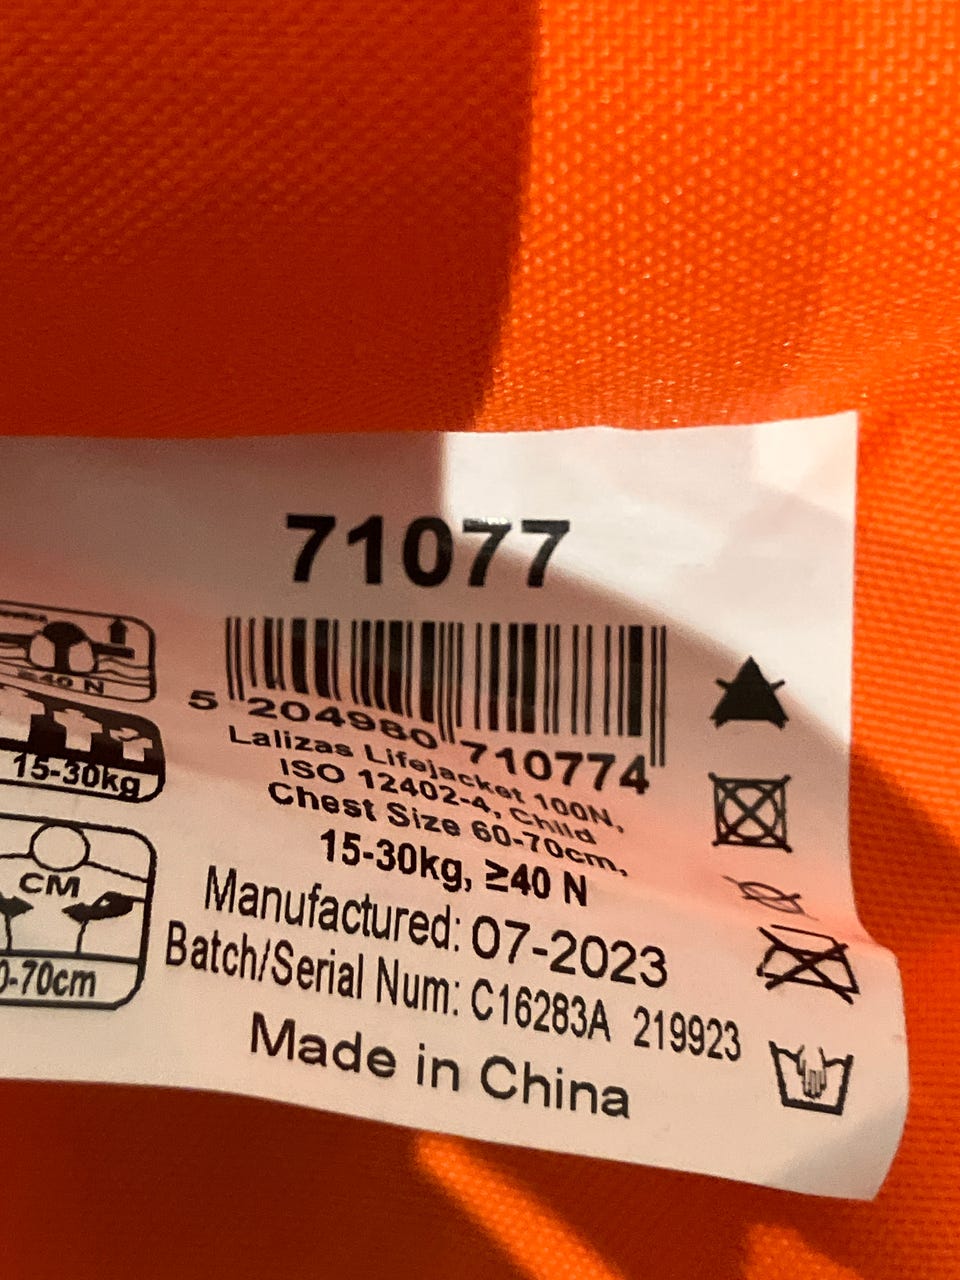 71077
5 204980 710774
Lalizas Lifejacket 100N,
ISO 12402-4, Child
Chest Size 60-70cm,
15-30kg, ≥40 N
Manufactured: 07-2023
Batch/Serial Num: C16283A 219923
Made in China
≥40 N
15-30kg
CM
0-70cm